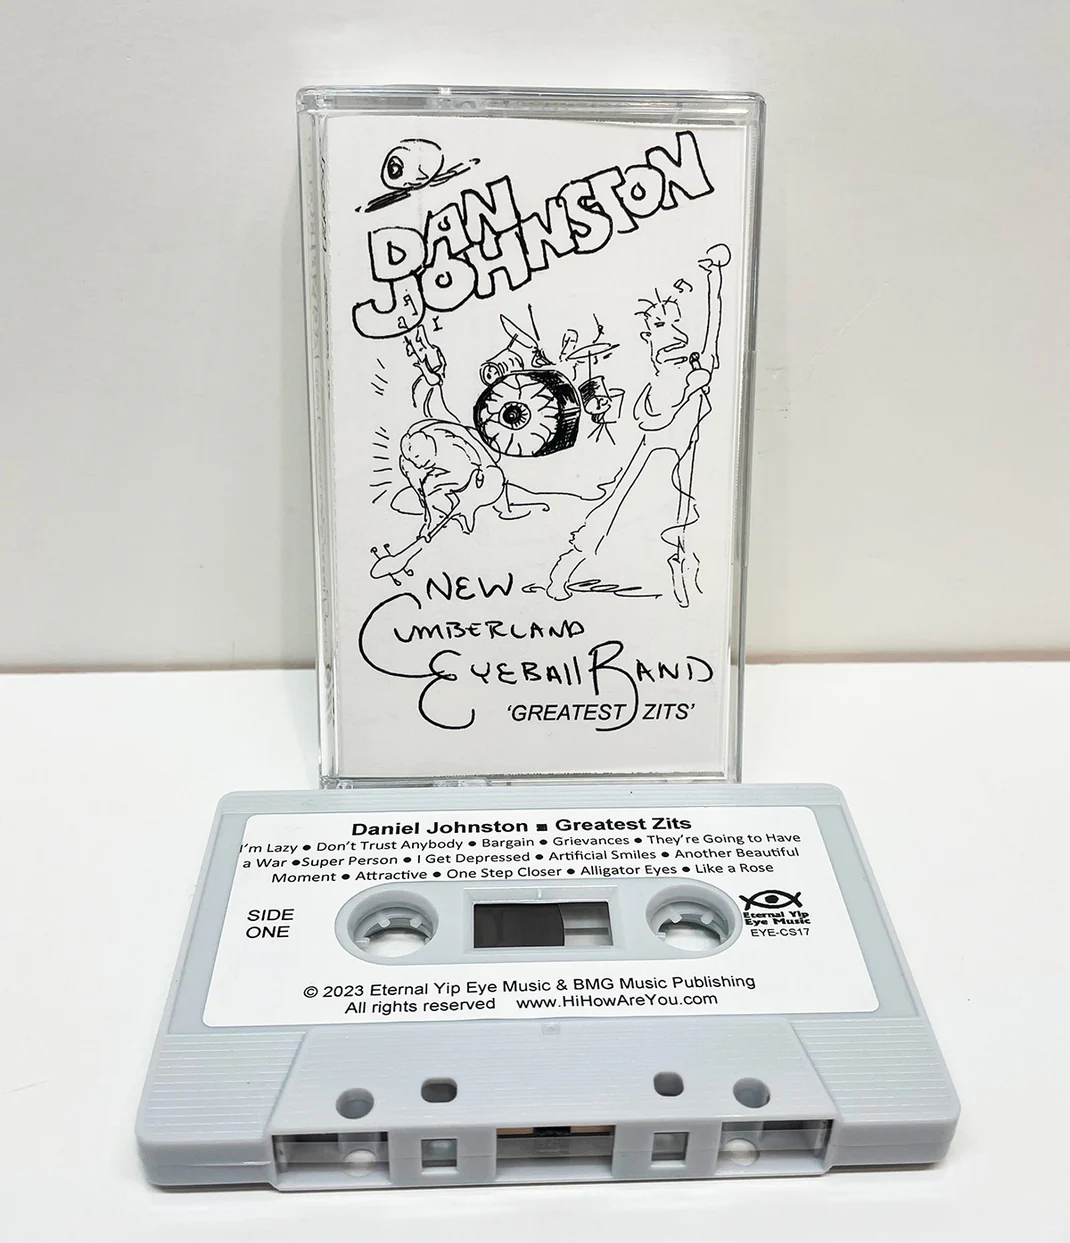 DAN
JOHNSTON
NEW
CUMBERLAND
EYEBALL BAND
'GREATEST ZITS'
Daniel Johnston ■ Greatest Zits
I'm Lazy ● Don't Trust Anybody ● Bargain ● Grievances ● They're Going to Have
a War ●Super Person ● I Get Depressed ● Artificial Smiles ● Another Beautiful
Moment ● Attractive ● One Step Closer ● Alligator Eyes ● Like a Rose
SIDE
ONE
Eternal Yip
Eye Music
EYE-CS17
© 2023 Eternal Yip Eye Music & BMG Music Publishing
All rights reserved www.HiHowAreYou.com